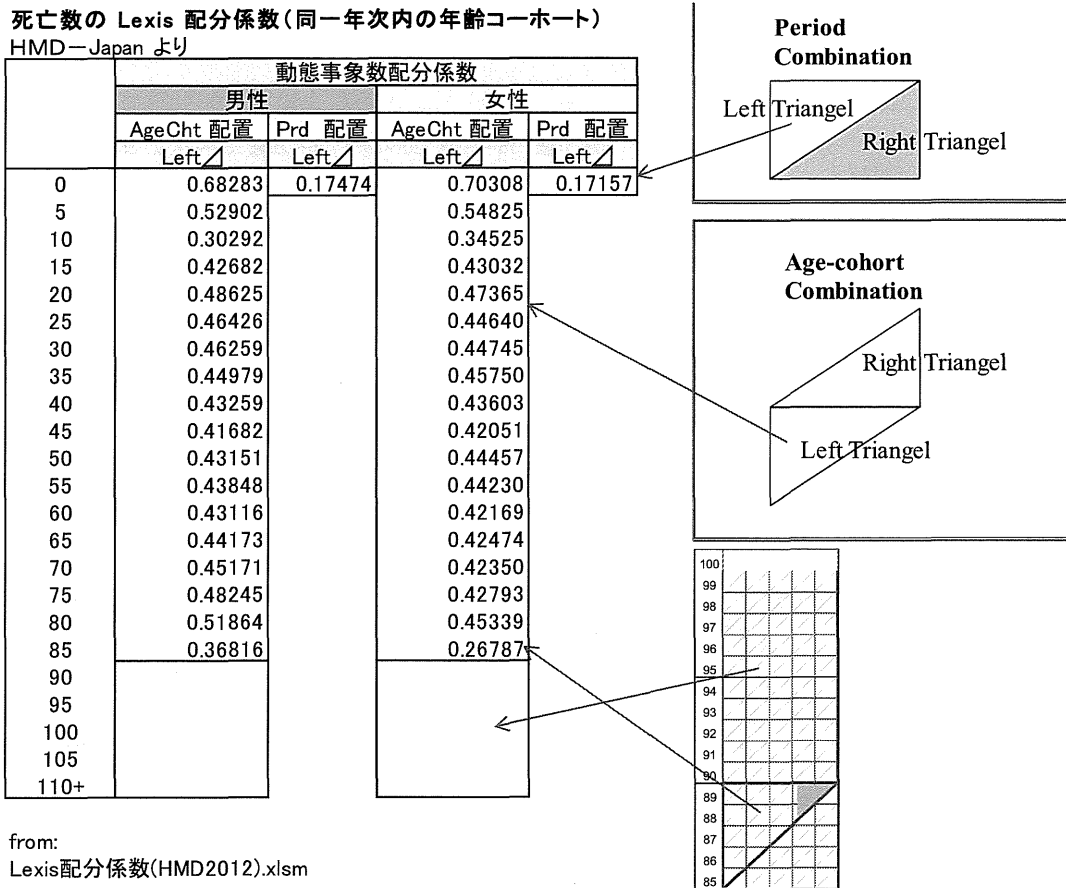 死亡数の Lexis 配分係数(同一年次内の年齢コーホート)
HMD－Japan より
動態事象数配分係数
男性 女性
AgeCht 配置 Prd 配置 AgeCht 配置 Prd 配置
Left⊿ Left⊿ Left⊿ Left⊿
0 0.68283 0.17474 0.70308 0.17157
5 0.52902 0.54825
10 0.30292 0.34525
15 0.42682 0.43032
20 0.48625 0.47365
25 0.46426 0.44640
30 0.46259 0.44745
35 0.44979 0.45750
40 0.43259 0.43603
45 0.41682 0.42051
50 0.43151 0.44457
55 0.43848 0.44230
60 0.43116 0.42169
65 0.44173 0.42474
70 0.45171 0.42350
75 0.48245 0.42793
80 0.51864 0.45339
85 0.36816 0.26787
90
95
100
105
110+
from:
Lexis配分係数(HMD2012).xlsm
Period
Combination
Left Triangel
Right Triangel
Age-cohort
Combination
Right Triangel
Left Triangel
100
99
98
97
96
95
94
93
92
91
90
89
88
87
86
85